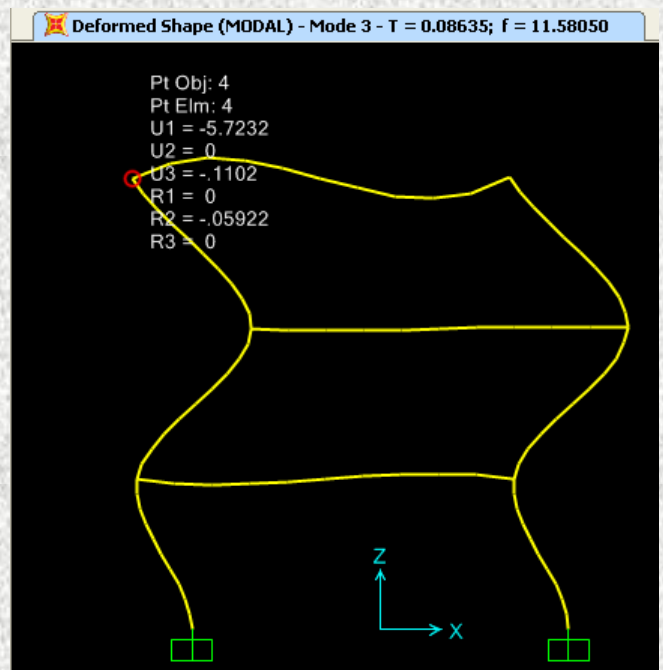 Deformed Shape (MODAL) - Mode 3 - T = 0.08635; f = 11.58050
Pt Obj: 4
Pt Elm: 4
U1 = -5.7232
U2 = 0
U3 = -.1102
R1 = 0
R2 = -.05922
R3 = 0
Z
X